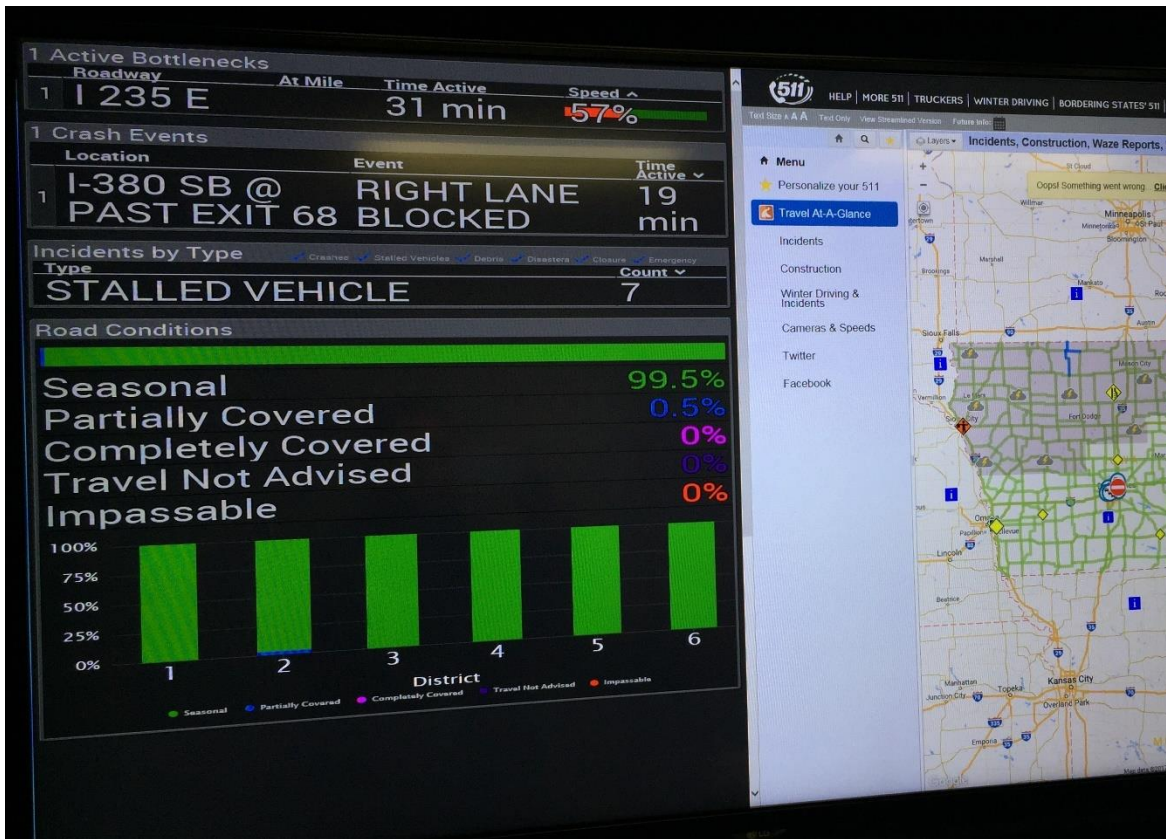 1 Active Bottlenecks
Roadway At Mile Time Active Speed
1 I 235 E 31 min 57%
1 Crash Events
Location Event Time Active
1 I-380 SB @ PAST EXIT 68 RIGHT LANE BLOCKED 19 min
Incidents by Type Crashes Stalled Vehicles Debris Disasters Closure Emergency
Type Count
STALLED VEHICLE 7
Road Conditions
Seasonal 99.5%
Partially Covered 0.5%
Completely Covered 0%
Travel Not Advised 0%
Impassable 0%
100%
75%
50%
25%
0%
1 2 3 4 5 6
District
Seasonal Partially Covered Completely Covered Travel Not Advised Impassable
511 HELP | MORE 511 | TRUCKERS | WINTER DRIVING | BORDERING STATES' 511
Text Size A A A Text Only View Streamlined Version Future Info:
Layers Incidents, Construction, Waze Reports,
Menu
Personalize your 511
Travel At-A-Glance
Incidents
Construction
Winter Driving & Incidents
Cameras & Speeds
Twitter
Facebook
Oops! Something went wrong.
St Cloud
Willmar
Minneapolis
Minnetonka
St Paul
Bloomington
Marshall
Brookings
Mankato
Austin
Sioux Falls
Mason City
Vermillion
Le Mars
Sioux City
Fort Dodge
Omaha
Papillion
Bellevue
Lincoln
Beatrice
Manhattan
Junction City
Topeka
Kansas City
Overland Park
Emporia
Google